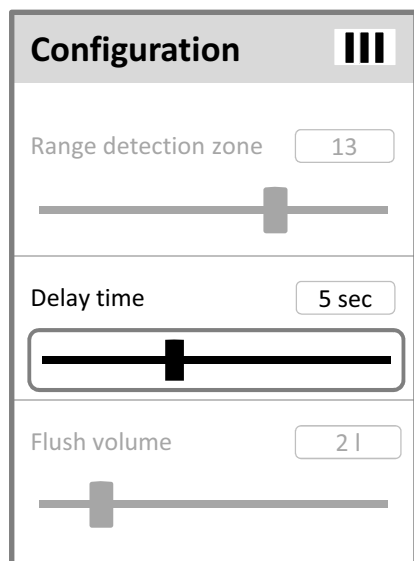 Configuration
Range detection zone 13
Delay time 5 sec
Flush volume 2 l